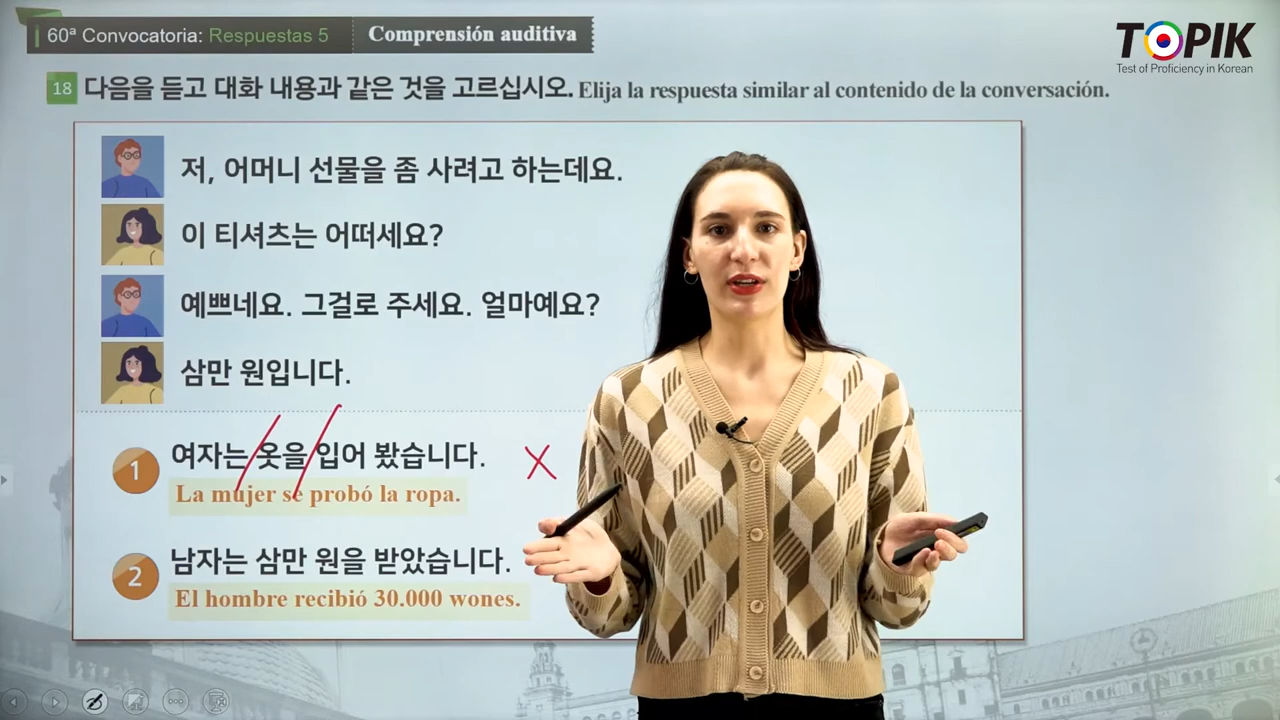 60ª Convocatoria: Respuestas 5
Comprensión auditiva
TOPIK
Test of Proficiency in Korean
18 다음을 듣고 대화 내용과 같은 것을 고르십시오. Elija la respuesta similar al contenido de la conversación.
저, 어머니 선물을 좀 사려고 하는데요.
이 티셔츠는 어떠세요?
예쁘네요. 그걸로 주세요. 얼마예요?
삼만 원입니다.
1 여자는 옷을 입어 봤습니다. X
La mujer se probó la ropa.
2 남자는 삼만 원을 받았습니다.
El hombre recibió 30.000 wones.